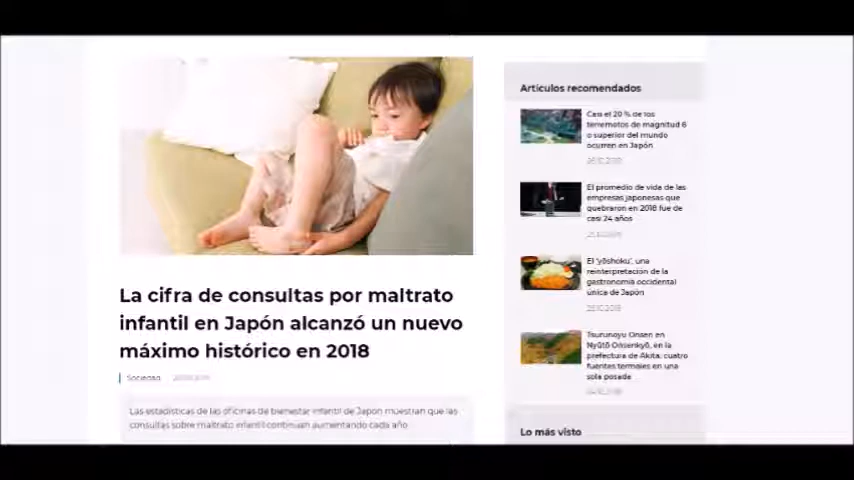 La cifra de consultas por maltrato
infantil en Japón alcanzó un nuevo
máximo histórico en 2018
Sociedad
Las estadísticas de las oficinas de bienestar infantil de Japón muestran que las
consultas sobre maltrato infantil continúan aumentando cada año
Artículos recomendados
Casi el 20 % de los
terremotos de magnitud 6
o superior del mundo
ocurren en Japón
El promedio de vida de las
empresas japonesas que
quebraron en 2018 fue de
casi 24 años
El 'yōshoku', una
reinterpretación de la
gastronomía occidental
única de Japón
Tsurunoyu Onsen en
Nyūtō Onsenkyō, en la
prefectura de Akita: cuatro
fuentes termales en una
sola posada
Lo más visto